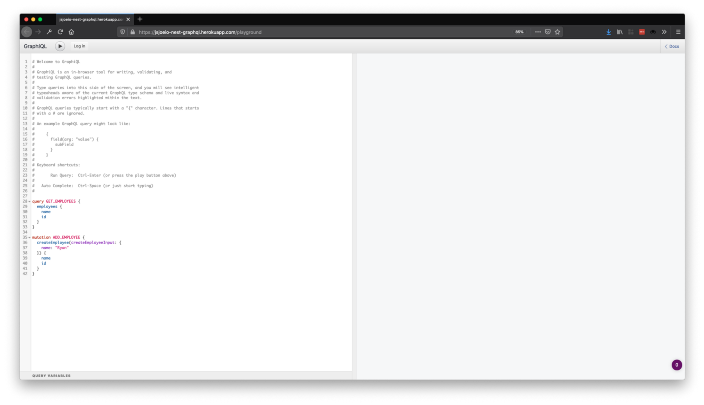 jsjoeio-nest-graphql.herokuapp.com
https://jsjoeio-nest-graphql.herokuapp.com/playground
80%
GraphiQL
Log in
Docs
1 # Welcome to GraphiQL
2 #
3 # GraphiQL is an in-browser tool for writing, validating, and
4 # testing GraphQL queries.
5 #
6 # Type queries into this side of the screen, and you will see intelligent
7 # typeaheads aware of the current GraphQL type schema and live syntax and
8 # validation errors highlighted within the text.
9 #
10 # GraphQL queries typically start with a "{" character. Lines that starts
11 # with a # are ignored.
12 #
13 # An example GraphQL query might look like:
14 #
15 # {
16 # field(arg: "value") {
17 # subField
18 # }
19 # }
20 #
21 # Keyboard shortcuts:
22 #
23 # Run Query: Ctrl-Enter (or press the play button above)
24 #
25 # Auto Complete: Ctrl-Space (or just start typing)
26 #
27
28 query GET_EMPLOYEES {
29 employees {
30 name
31 id
32 }
33 }
34
35 mutation ADD_EMPLOYEE {
36 createEmployee(createEmployeeInput: {
37 name: "Ryan"
38 }) {
39 name
40 id
41 }
42 }
QUERY VARIABLES